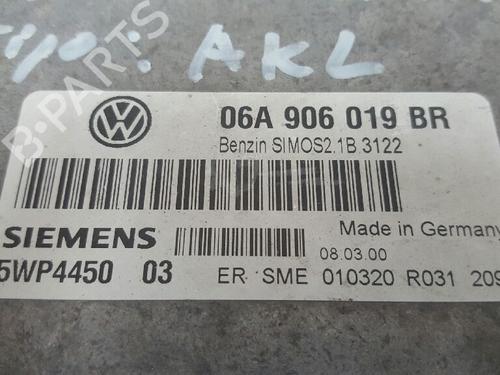 AKL
06A 906 019 BR
Benzin SIMOS2.1B 3122
Made in Germany
SIEMENS
08.03.00
5WP4450 03
ER SME 010320 R031 209
B-PARTS